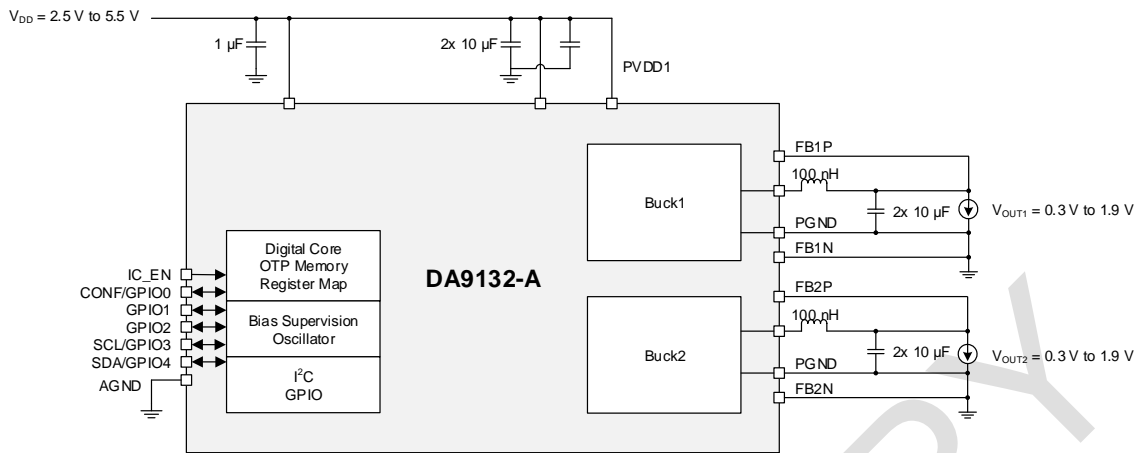 V_DD = 2.5 V to 5.5 V
1 µF
2x 10 µF
PVDD1
FB1P
100 nH
Buck1
2x 10 µF
V_OUT1 = 0.3 V to 1.9 V
PGND
FB1N
Digital Core
OTP Memory
Register Map
Bias Supervision
Oscillator
I²C
GPIO
IC_EN
CONF/GPIO0
GPIO1
GPIO2
SCL/GPIO3
SDA/GPIO4
AGND
DA9132-A
FB2P
100 nH
Buck2
2x 10 µF
V_OUT2 = 0.3 V to 1.9 V
PGND
FB2N